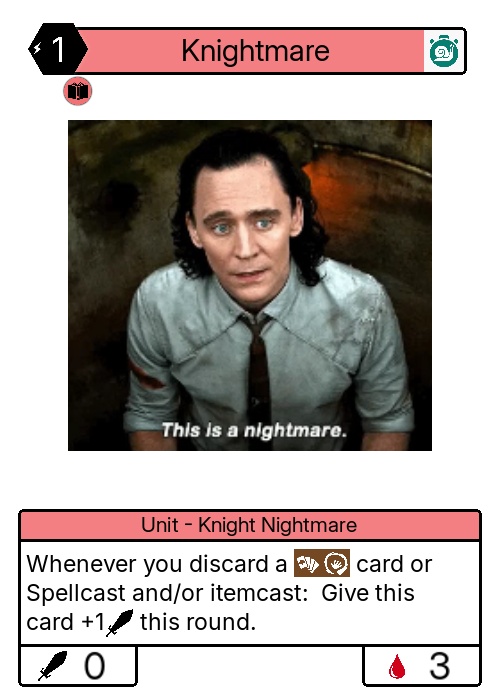 1
Knightmare
This is a nightmare.
Unit - Knight Nightmare
Whenever you discard a card or
Spellcast and/or itemcast: Give this
card +1 this round.
0
3